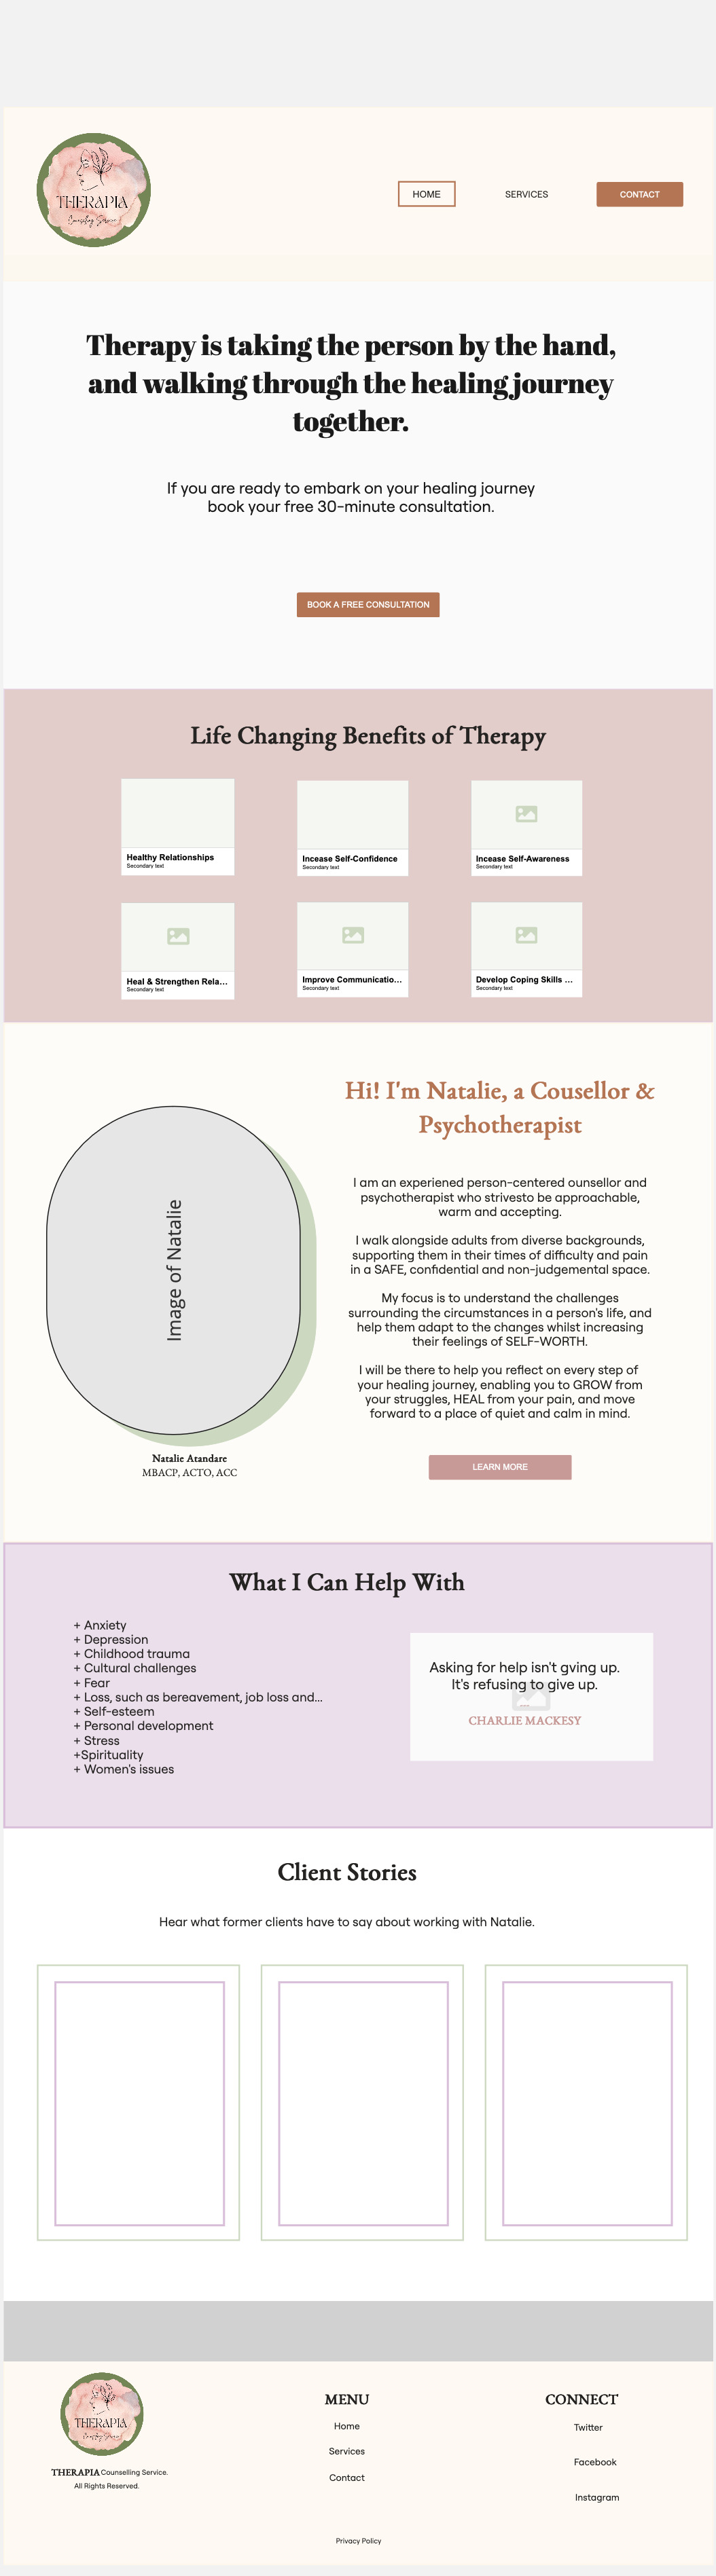 THERAPIA
Counselling Service
HOME
SERVICES
CONTACT
Therapy is taking the person by the hand,
and walking through the healing journey
together.
If you are ready to embark on your healing journey
book your free 30-minute consultation.
BOOK A FREE CONSULTATION
Life Changing Benefits of Therapy
Healthy Relationships
Secondary text
Incease Self-Confidence
Secondary text
Incease Self-Awareness
Secondary text
Heal & Strengthen Rela...
Secondary text
Improve Communicatio...
Secondary text
Develop Coping Skills ...
Secondary text
Image of Natalie
Natalie Atandare
MBACP, ACTO, ACC
Hi! I'm Natalie, a Cousellor &
Psychotherapist
I am an experiened person-centered ounsellor and
psychotherapist who strivesto be approachable,
warm and accepting.
I walk alongside adults from diverse backgrounds,
supporting them in their times of difficulty and pain
in a SAFE, confidential and non-judgemental space.
My focus is to understand the challenges
surrounding the circumstances in a person's life, and
help them adapt to the changes whilst increasing
their feelings of SELF-WORTH.
I will be there to help you reflect on every step of
your healing journey, enabling you to GROW from
your struggles, HEAL from your pain, and move
forward to a place of quiet and calm in mind.
LEARN MORE
What I Can Help With
+ Anxiety
+ Depression
+ Childhood trauma
+ Cultural challenges
+ Fear
+ Loss, such as bereavement, job loss and...
+ Self-esteem
+ Personal development
+ Stress
+Spirituality
+ Women's issues
Asking for help isn't gving up.
It's refusing to give up.
...
CHARLIE MACKESY
Client Stories
Hear what former clients have to say about working with Natalie.
THERAPIA
Counselling Service
THERAPIA Counselling Service.
All Rights Reserved.
MENU
Home
Services
Contact
CONNECT
Twitter
Facebook
Instagram
Privacy Policy